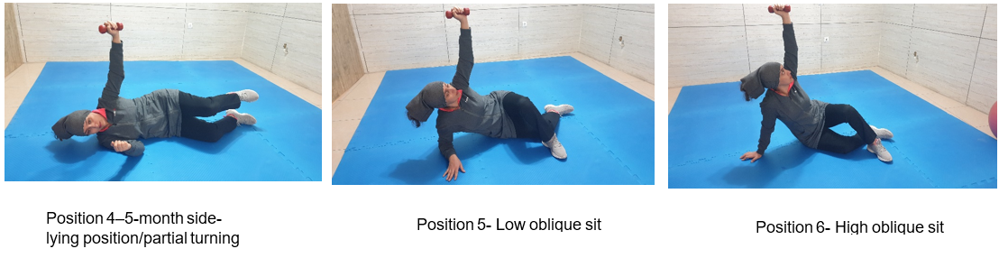 Position 4–5-month side-
lying position/partial turning
Position 5- Low oblique sit
Position 6- High oblique sit